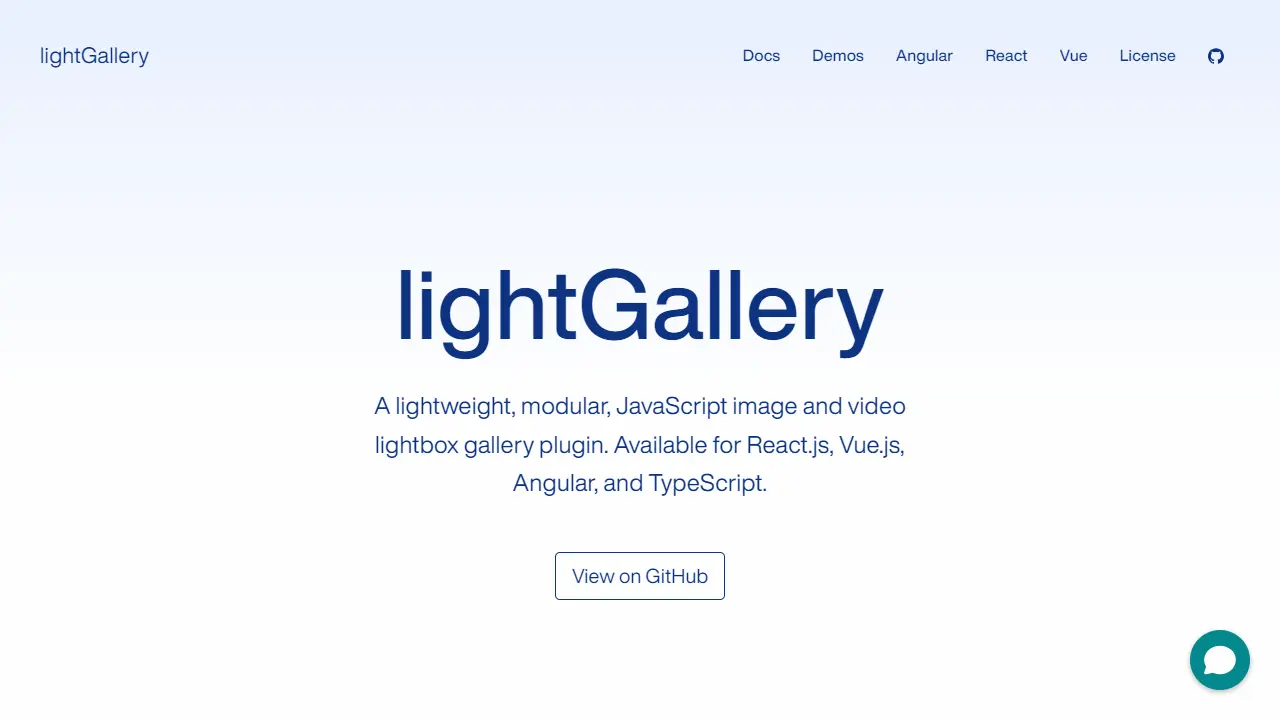 lightGallery
Docs Demos Angular React Vue License
lightGallery
A lightweight, modular, JavaScript image and video
lightbox gallery plugin. Available for React.js, Vue.js,
Angular, and TypeScript.
View on GitHub